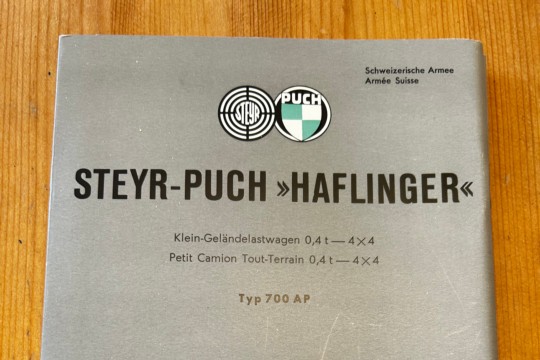 Schweizerische Armee
Armée Suisse
STEYR
PUCH
STEYR-PUCH »HAFLINGER«
Klein-Geländelastwagen 0,4 t — 4×4
Petit Camion Tout-Terrain 0,4 t — 4×4
Typ 700 AP